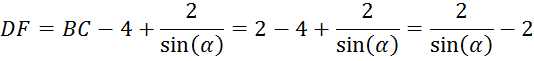 DF = BC − 4 + 2/sin(α) = 2 − 4 + 2/sin(α) = 2/sin(α) − 2